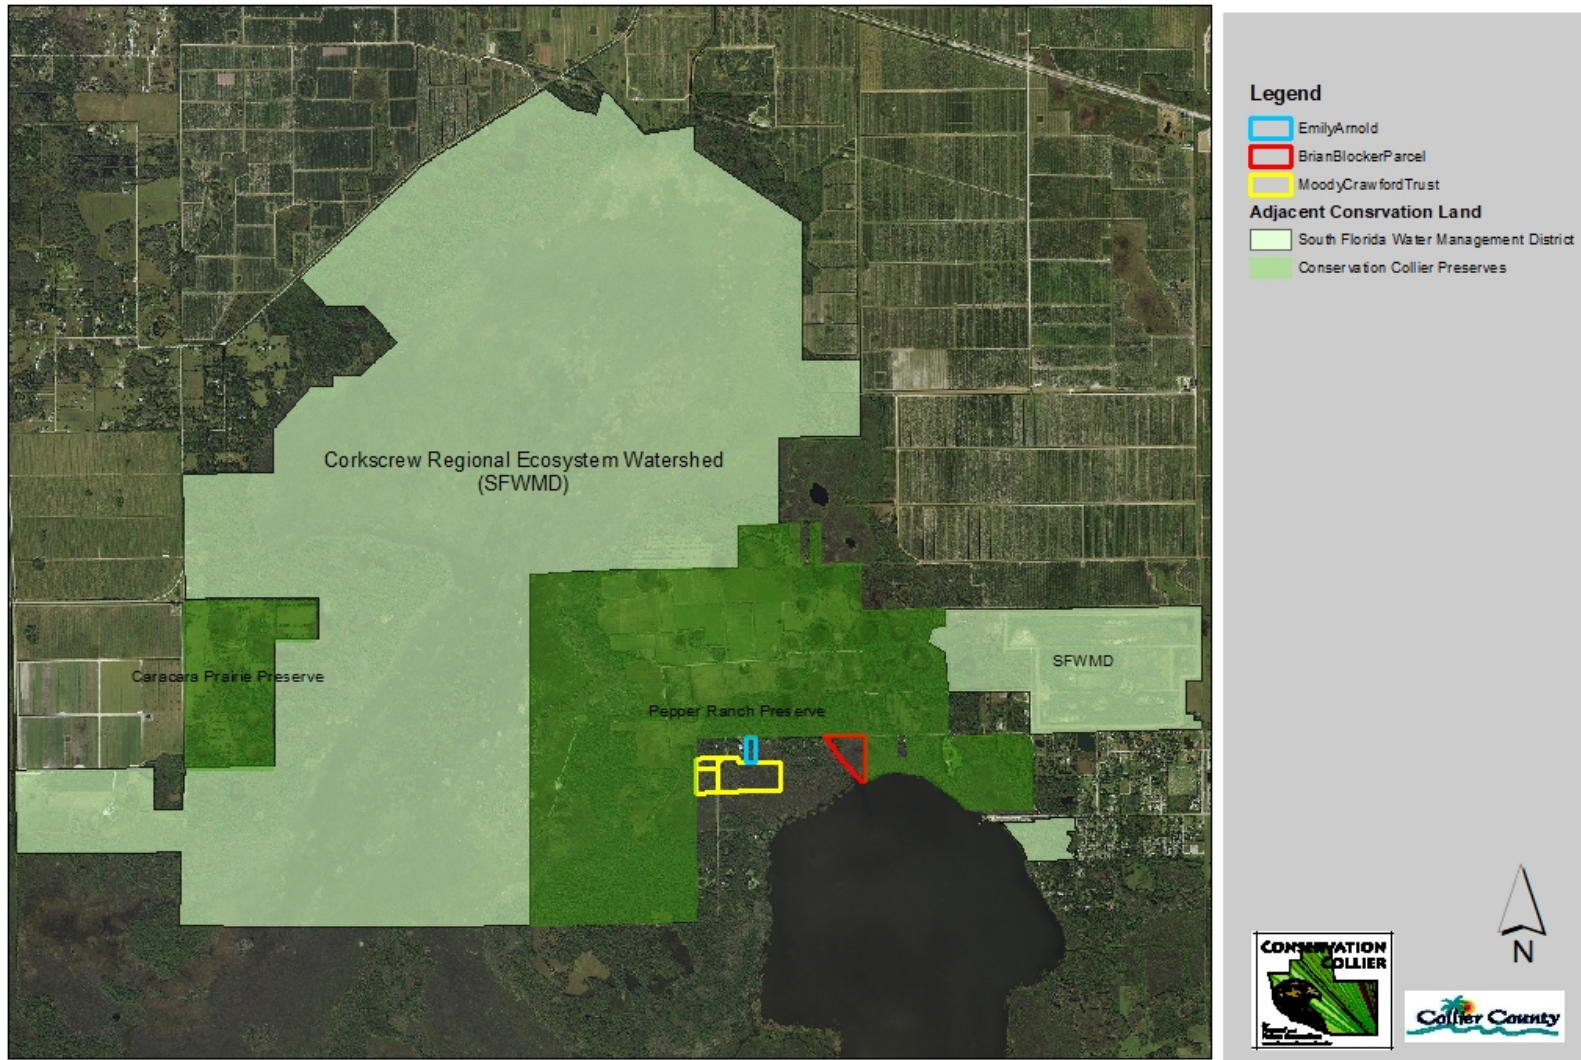 Legend
EmilyArnold
BrianBlockerParcel
MoodyCrawfordTrust
Adjacent Consrvation Land
South Florida Water Management District
Conservation Collier Preserves
Corkscrew Regional Ecosystem Watershed
(SFWMD)
SFWMD
Caracara Prairie Preserve
Pepper Ranch Preserve
N
CONSERVATION
COLLIER
Collier County